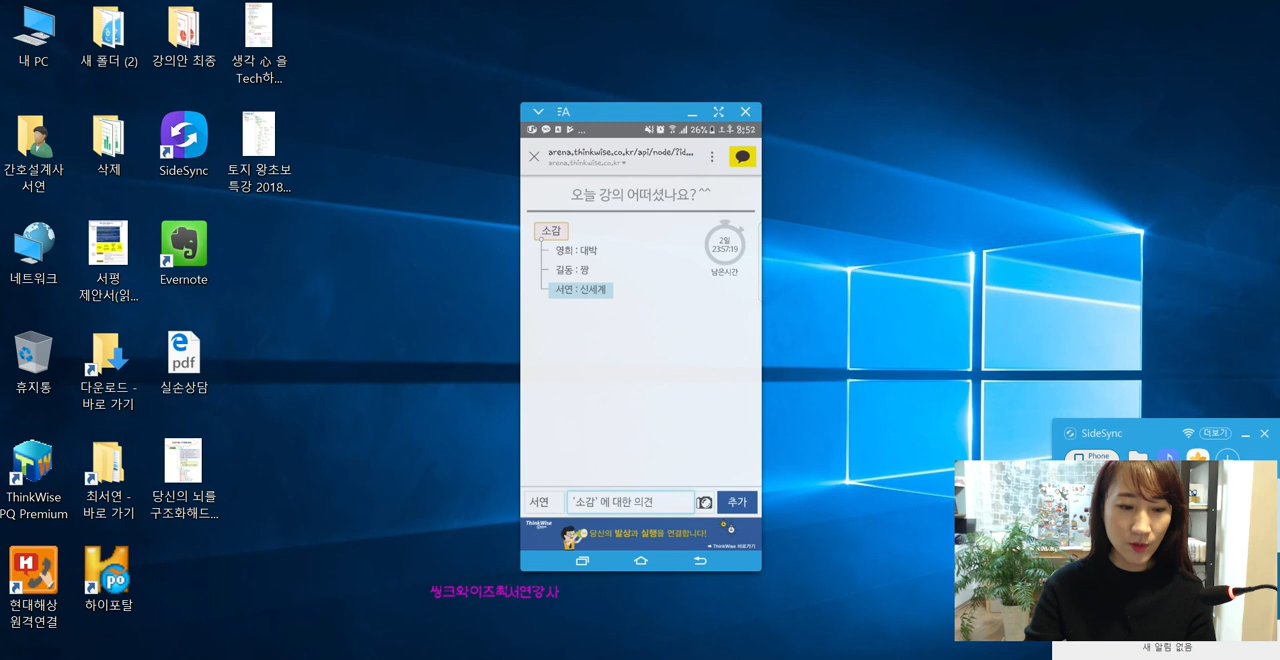 내 PC
새 폴더 (2)
강의안 최종
생각 心 을
Tech하...
간호설계사
서연
삭제
SideSync
토지 왕초보
특강 2018...
네트워크
서평
제안서(읽...
Evernote
휴지통
다운로드 -
바로 가기
실손상담
pdf
ThinkWise
PQ Premium
최서연 -
바로 가기
당신의 뇌를
구조화해드...
현대해상
원격연결
하이포탈
26% 오후 8:52
arena.thinkwise.co.kr/api/node/?id...
arena.thinkwise.co.kr
오늘 강의 어떠셨나요?^^
소감
영희 : 대박
길동 : 짱
서연 : 신세계
2일
23:57:19
남은시간
서연
'소감' 에 대한 의견
추가
ThinkWise
당신의 발상과 실행을 연결합니다!
ThinkWise 바로가기
씽크와이즈최서연강사
SideSync
더보기
Phone
새 알림 없음